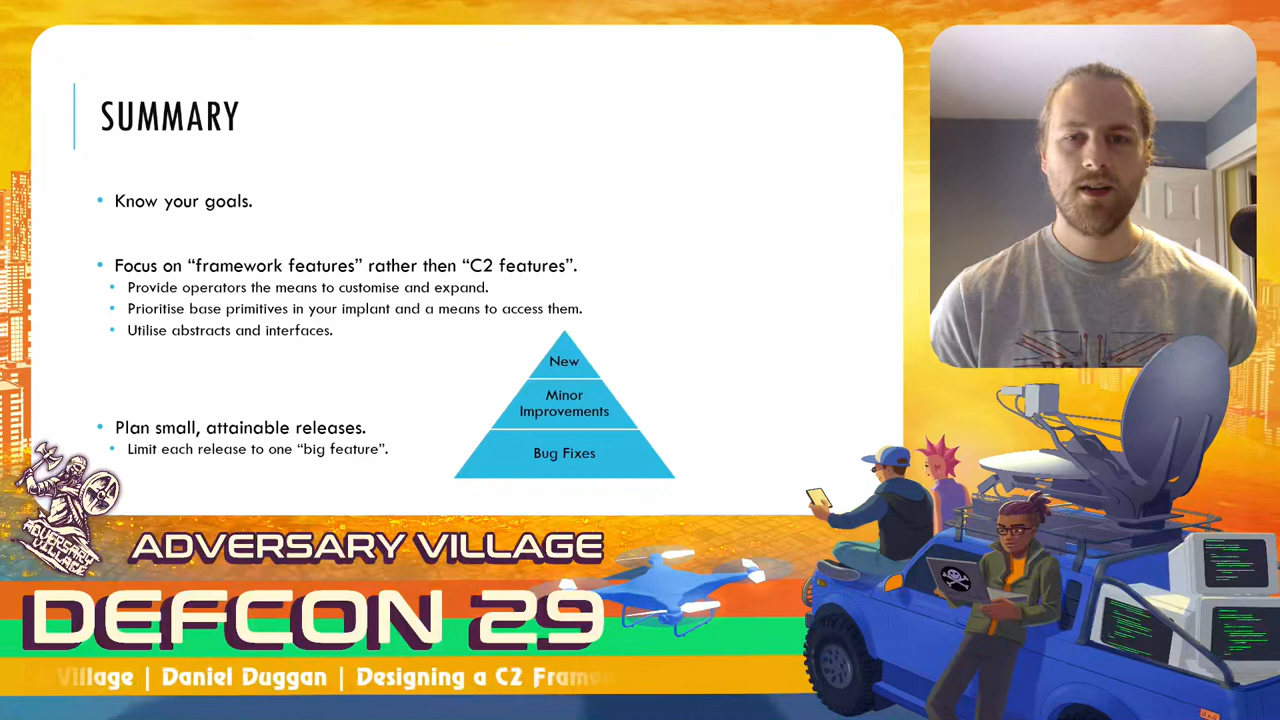 SUMMARY
Know your goals.
Focus on “framework features” rather then “C2 features”.
Provide operators the means to customise and expand.
Prioritise base primitives in your implant and a means to access them.
Utilise abstracts and interfaces.
New
Minor
Improvements
Bug Fixes
Plan small, attainable releases.
Limit each release to one “big feature”.
ADVERSARY
VILLAGE
ADVERSARY VILLAGE
DEFCON 29
Village | Daniel Duggan | Designing a C2